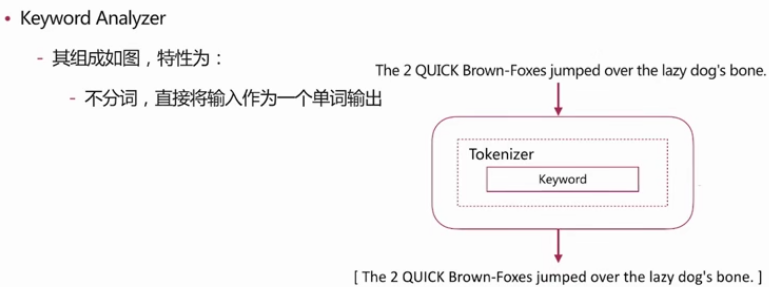 • Keyword Analyzer
- 其组成如图，特性为：
- 不分词，直接将输入作为一个单词输出
The 2 QUICK Brown-Foxes jumped over the lazy dog's bone.
Tokenizer
Keyword
[ The 2 QUICK Brown-Foxes jumped over the lazy dog's bone. ]